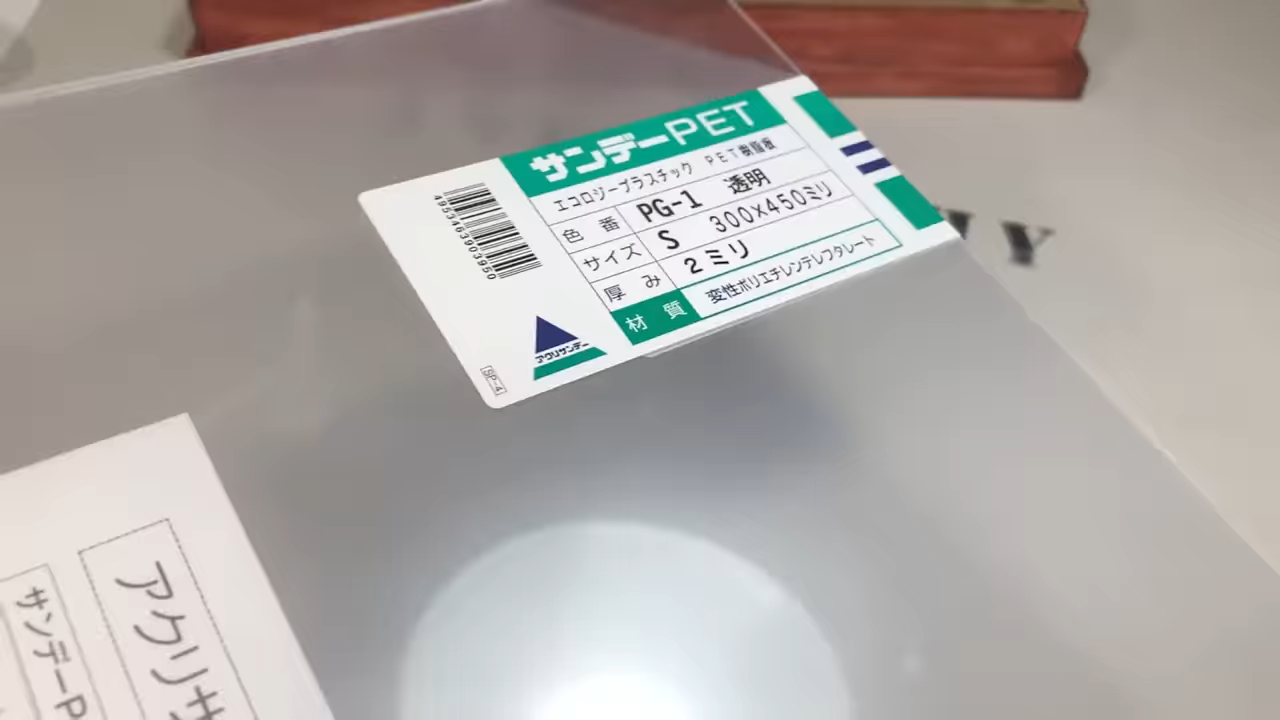 サンデーPET
エコロジープラスチック PET樹脂板
色番 PG-1 透明
サイズ S 300×450ミリ
厚み 2ミリ
材質 変性ポリエチレンテレフタレート
4953463903950
アクリサンデー
SP-4
アクリサ
サンデーP